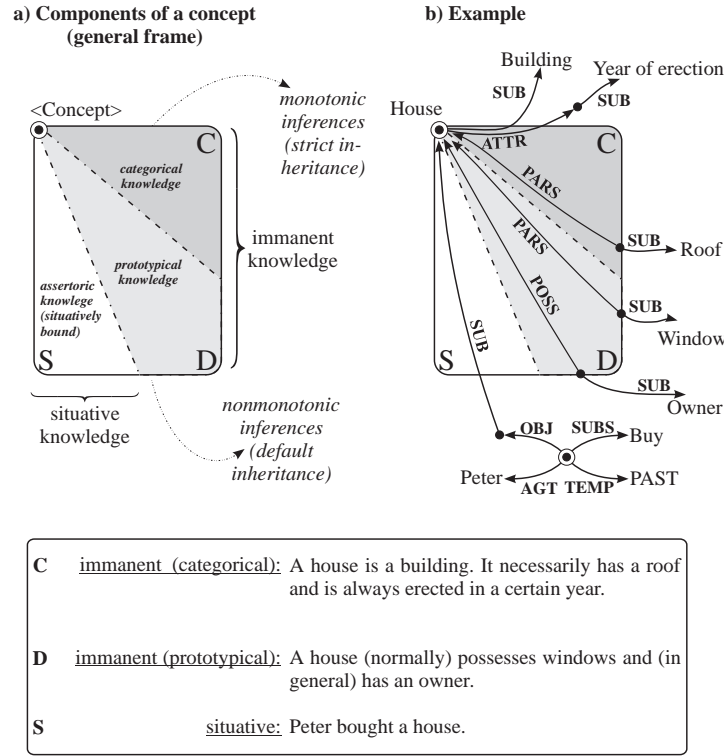 a) Components of a concept
(general frame)
b) Example
<Concept>
monotonic
inferences
(strict in-
heritance)
C
categorical
knowledge
prototypical
knowledge
assertoric
knowlege
(situatively
bound)
immanent
knowledge
S
D
situative
knowledge
nonmonotonic
inferences
(default
inheritance)
Building
Year of erection
SUB
SUB
House
ATTR
C
PARS
SUB
Roof
PARS
POSS
SUB
Window
SUB
S
D
SUB
Owner
OBJ
SUBS
Buy
Peter
AGT
TEMP
PAST
C immanent (categorical): A house is a building. It necessarily has a roof
and is always erected in a certain year.
D immanent (prototypical): A house (normally) possesses windows and (in
general) has an owner.
S situative: Peter bought a house.